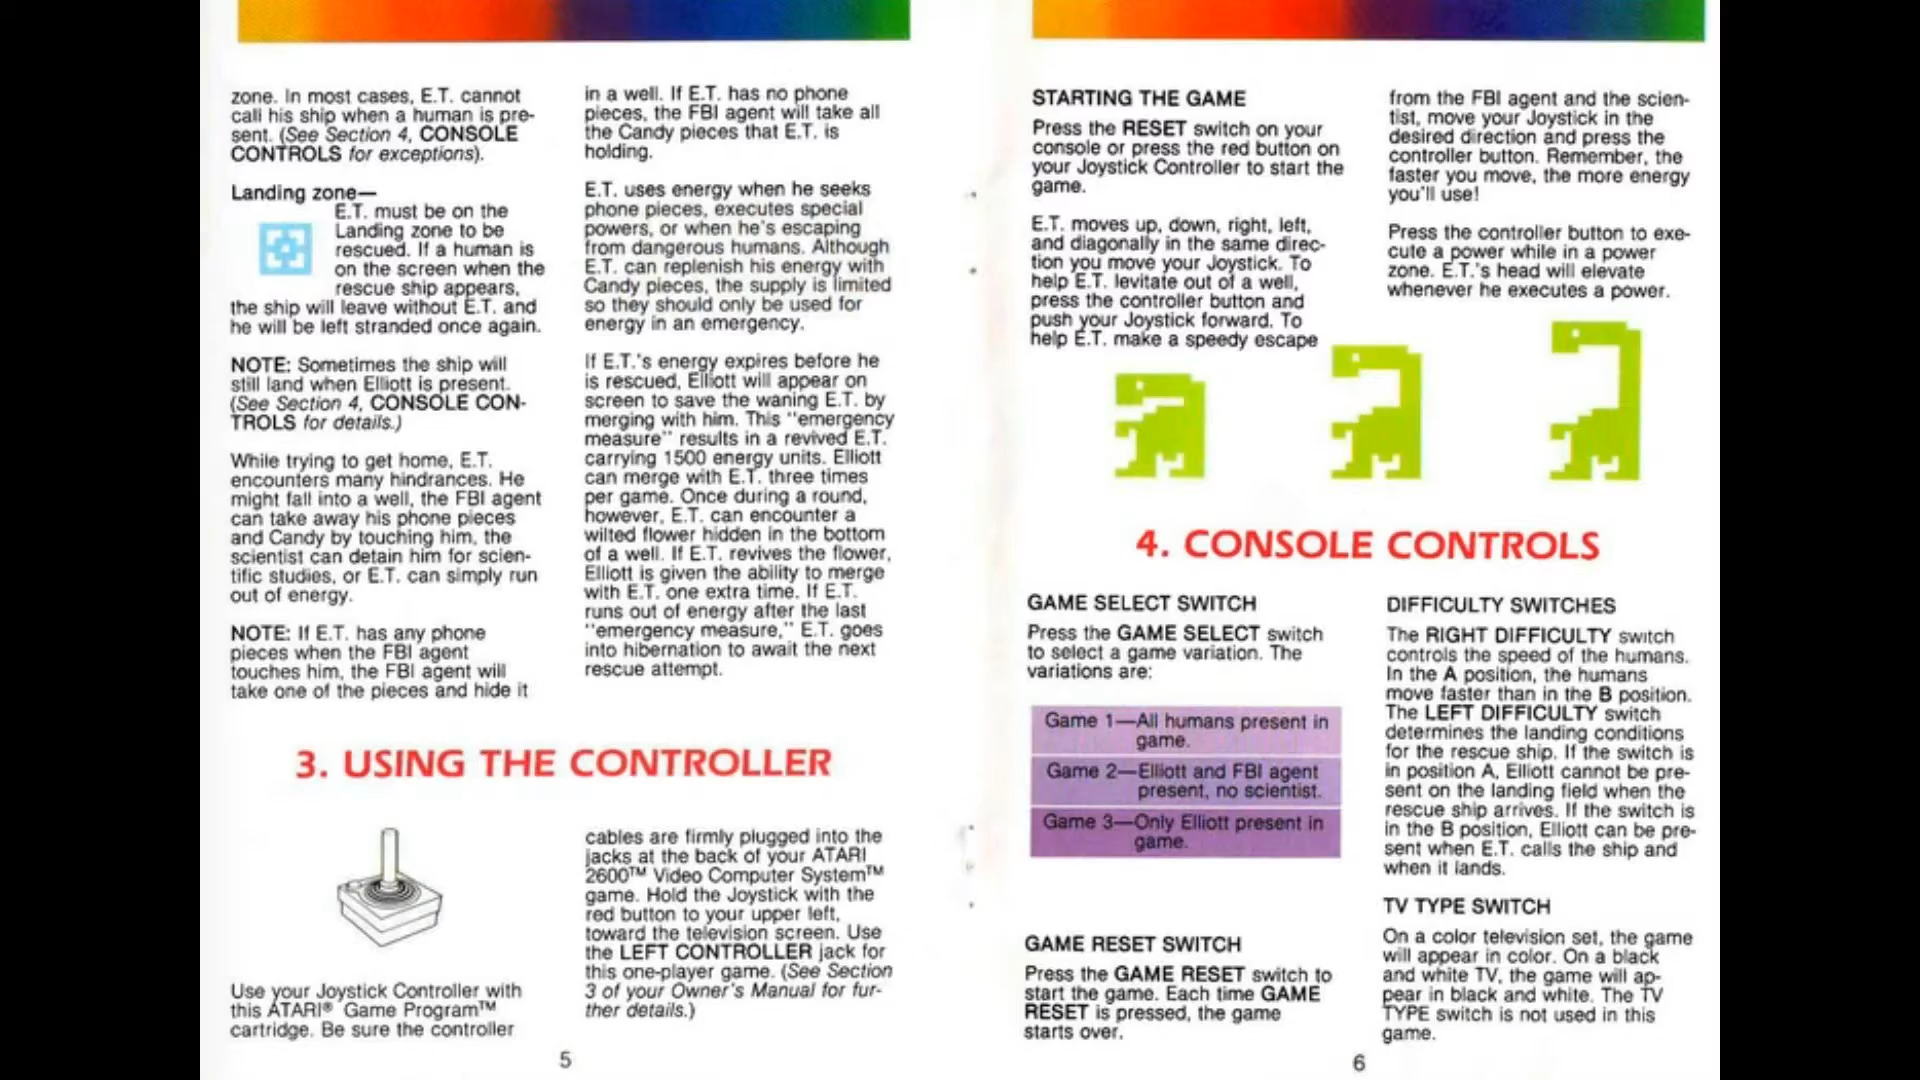 zone. In most cases, E.T. cannot
call his ship when a human is pre-
sent. (See Section 4, CONSOLE
CONTROLS for exceptions).
Landing zone—
E.T. must be on the
Landing zone to be
rescued. If a human is
on the screen when the
rescue ship appears,
the ship will leave without E.T. and
he will be left stranded once again.
NOTE: Sometimes the ship will
still land when Elliott is present.
(See Section 4, CONSOLE CON-
TROLS for details.)
While trying to get home, E.T.
encounters many hindrances. He
might fall into a well, the FBI agent
can take away his phone pieces
and Candy by touching him, the
scientist can detain him for scien-
tific studies, or E.T. can simply run
out of energy.
NOTE: If E.T. has any phone
pieces when the FBI agent
touches him, the FBI agent will
take one of the pieces and hide it
in a well. If E.T. has no phone
pieces, the FBI agent will take all
the Candy pieces that E.T. is
holding.
E.T. uses energy when he seeks
phone pieces, executes special
powers, or when he's escaping
from dangerous humans. Although
E.T. can replenish his energy with
Candy pieces, the supply is limited
so they should only be used for
energy in an emergency.
If E.T.'s energy expires before he
is rescued, Elliott will appear on
screen to save the waning E.T. by
merging with him. This "emergency
measure" results in a revived E.T.
carrying 1500 energy units. Elliott
can merge with E.T. three times
per game. Once during a round,
however, E.T. can encounter a
wilted flower hidden in the bottom
of a well. If E.T. revives the flower,
Elliott is given the ability to merge
with E.T. one extra time. If E.T.
runs out of energy after the last
"emergency measure," E.T. goes
into hibernation to await the next
rescue attempt.
3. USING THE CONTROLLER
Use your Joystick Controller with
this ATARI® Game Program™
cartridge. Be sure the controller
cables are firmly plugged into the
jacks at the back of your ATARI
2600™ Video Computer System™
game. Hold the Joystick with the
red button to your upper left,
toward the television screen. Use
the LEFT CONTROLLER jack for
this one-player game. (See Section
3 of your Owner's Manual for fur-
ther details.)
5
STARTING THE GAME
Press the RESET switch on your
console or press the red button on
your Joystick Controller to start the
game.
E.T. moves up, down, right, left,
and diagonally in the same direc-
tion you move your Joystick. To
help E.T. levitate out of a well,
press the controller button and
push your Joystick forward. To
help E.T. make a speedy escape
from the FBI agent and the scien-
tist, move your Joystick in the
desired direction and press the
controller button. Remember, the
faster you move, the more energy
you'll use!
Press the controller button to exe-
cute a power while in a power
zone. E.T.'s head will elevate
whenever he executes a power.
4. CONSOLE CONTROLS
GAME SELECT SWITCH
Press the GAME SELECT switch
to select a game variation. The
variations are:
Game 1—All humans present in
game.
Game 2—Elliott and FBI agent
present, no scientist.
Game 3—Only Elliott present in
game.
GAME RESET SWITCH
Press the GAME RESET switch to
start the game. Each time GAME
RESET is pressed, the game
starts over.
DIFFICULTY SWITCHES
The RIGHT DIFFICULTY switch
controls the speed of the humans.
In the A position, the humans
move faster than in the B position.
The LEFT DIFFICULTY switch
determines the landing conditions
for the rescue ship. If the switch is
in position A, Elliott cannot be pre-
sent on the landing field when the
rescue ship arrives. If the switch is
in the B position, Elliott can be pre-
sent when E.T. calls the ship and
when it lands.
TV TYPE SWITCH
On a color television set, the game
will appear in color. On a black
and white TV, the game will ap-
pear in black and white. The TV
TYPE switch is not used in this
game.
6